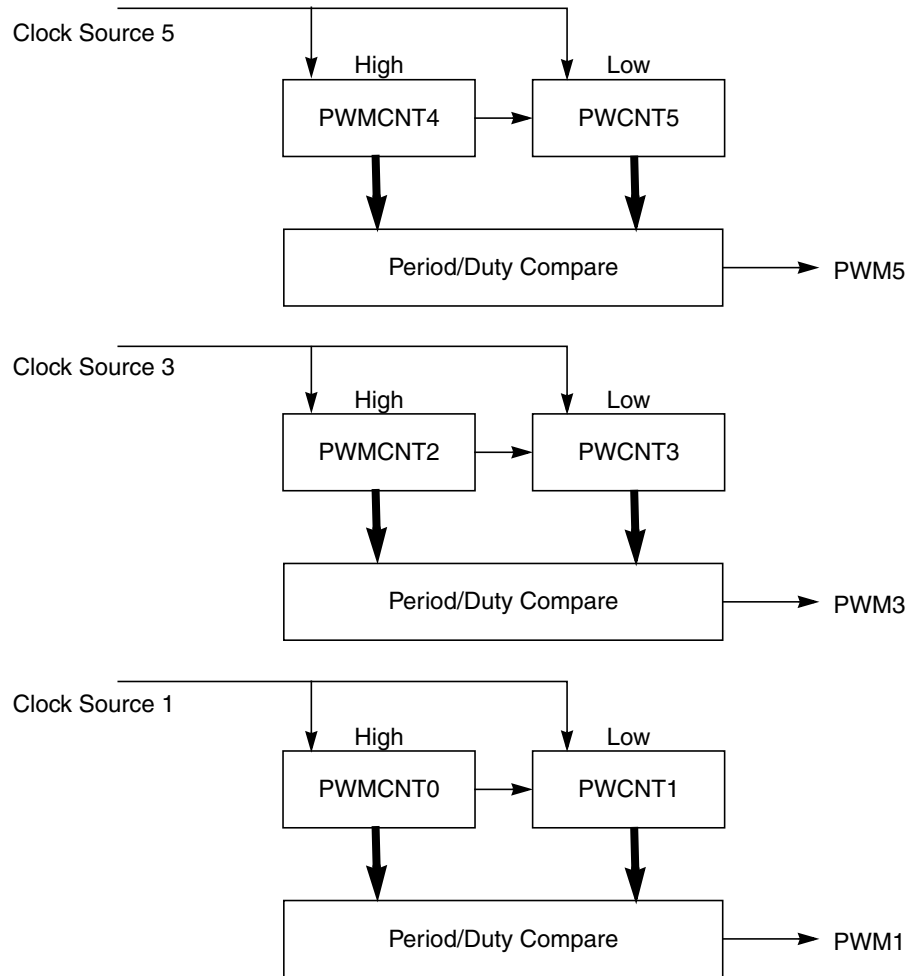 Clock Source 5
High
Low
PWMCNT4
PWCNT5
Period/Duty Compare
PWM5
Clock Source 3
High
Low
PWMCNT2
PWCNT3
Period/Duty Compare
PWM3
Clock Source 1
High
Low
PWMCNT0
PWCNT1
Period/Duty Compare
PWM1